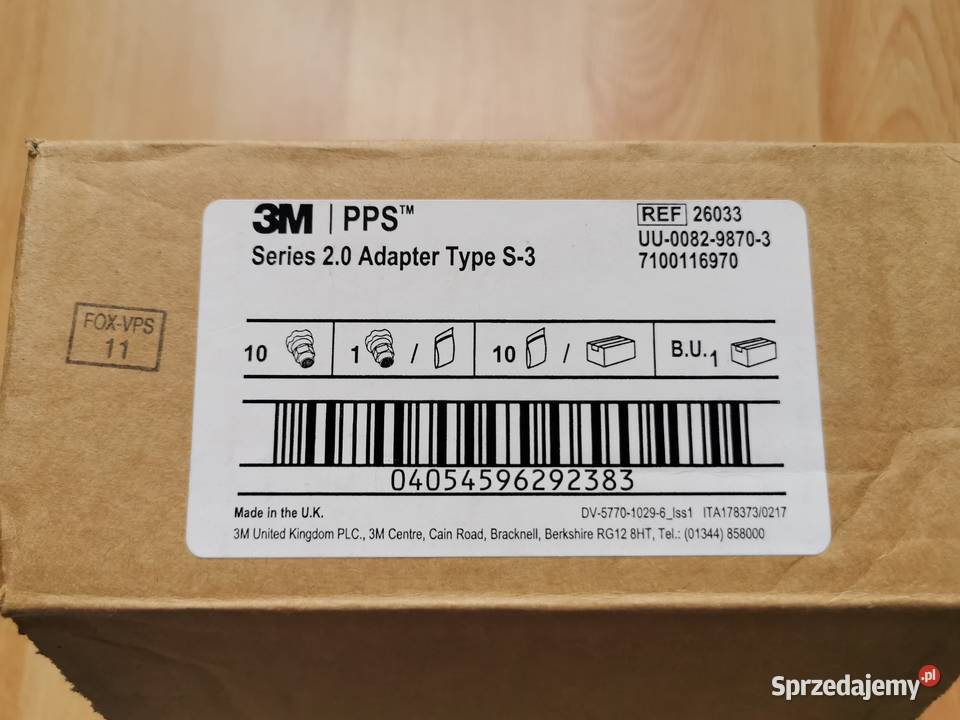 3M | PPS™
Series 2.0 Adapter Type S-3
REF 26033
UU-0082-9870-3
7100116970
FOX-VPS
11
10 1 / 10 / B.U. 1
04054596292383
Made in the U.K.
DV-5770-1029-6_Iss1 ITA178373/0217
3M United Kingdom PLC., 3M Centre, Cain Road, Bracknell, Berkshire RG12 8HT, Tel.: (01344) 858000
Sprzedajemy.pl